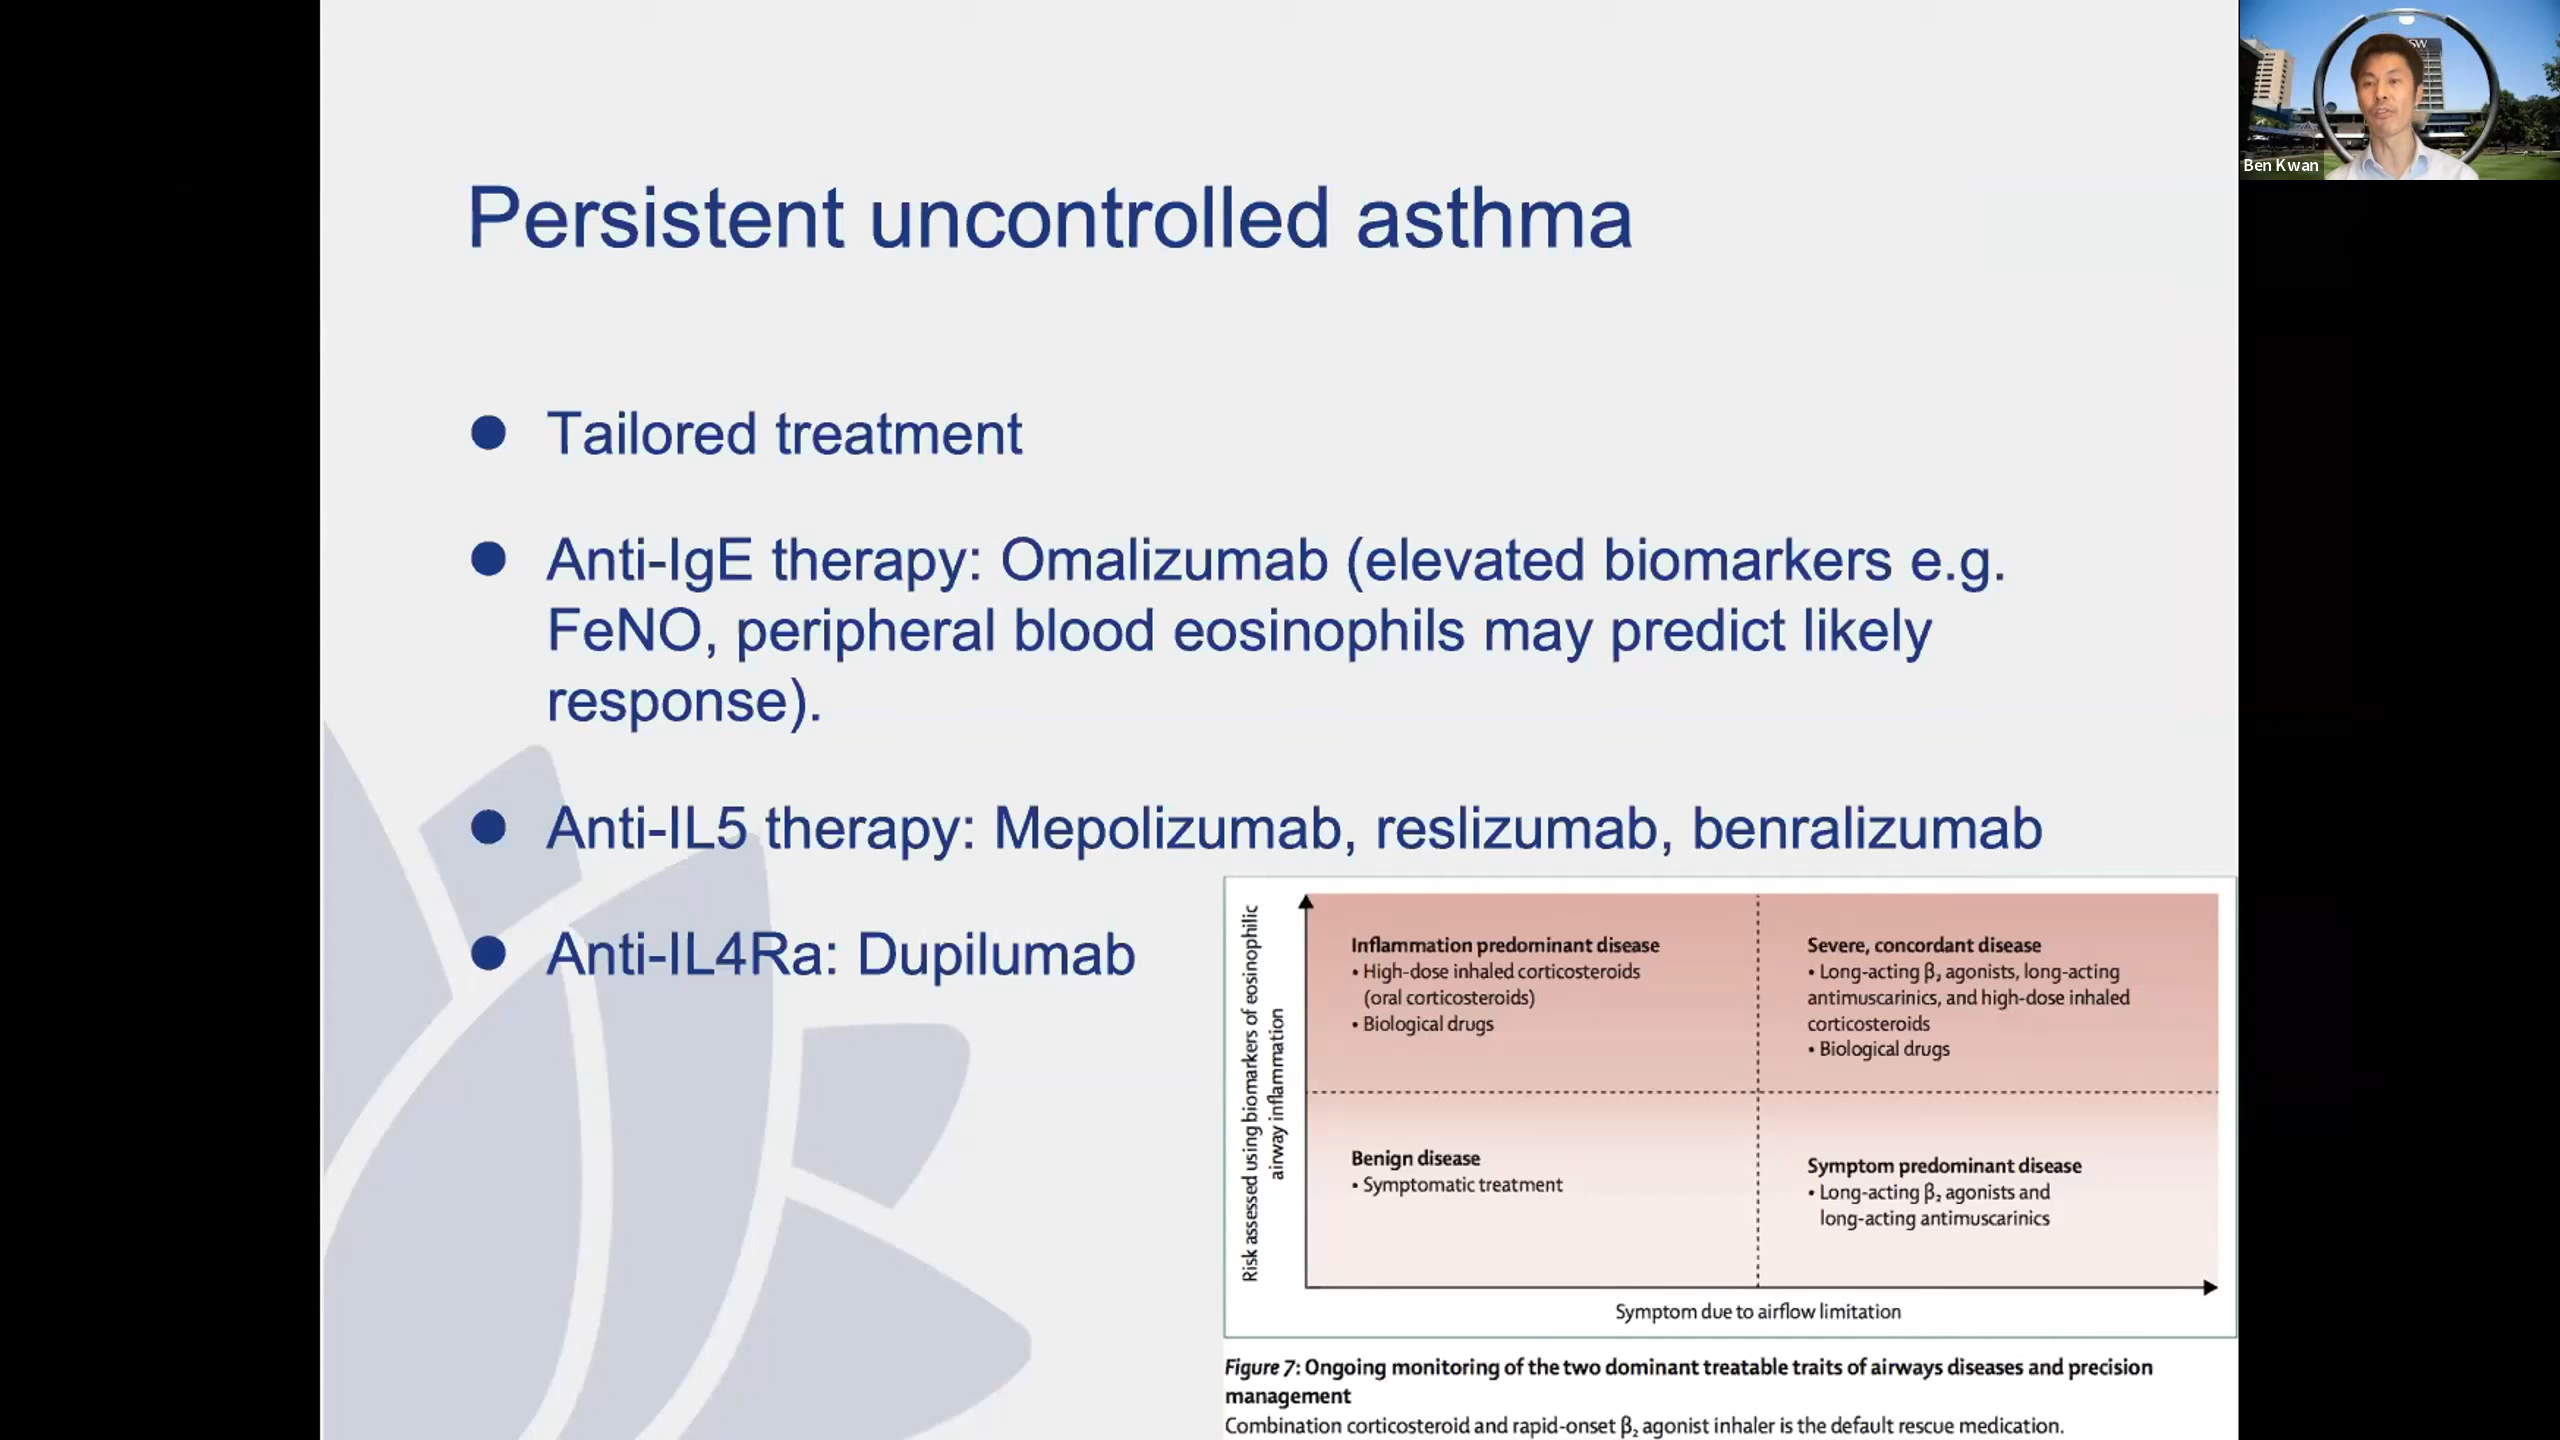 SW
Ben Kwan
Persistent uncontrolled asthma
● Tailored treatment
● Anti-IgE therapy: Omalizumab (elevated biomarkers e.g.
FeNO, peripheral blood eosinophils may predict likely
response).
● Anti-IL5 therapy: Mepolizumab, reslizumab, benralizumab
● Anti-IL4Ra: Dupilumab
Risk assessed using biomarkers of eosinophilic
airway inflammation
Inflammation predominant disease
• High-dose inhaled corticosteroids
(oral corticosteroids)
• Biological drugs
Severe, concordant disease
• Long-acting β₂ agonists, long-acting
antimuscarinics, and high-dose inhaled
corticosteroids
• Biological drugs
Benign disease
• Symptomatic treatment
Symptom predominant disease
• Long-acting β₂ agonists and
long-acting antimuscarinics
Symptom due to airflow limitation
Figure 7: Ongoing monitoring of the two dominant treatable traits of airways diseases and precision
management
Combination corticosteroid and rapid-onset β₂ agonist inhaler is the default rescue medication.